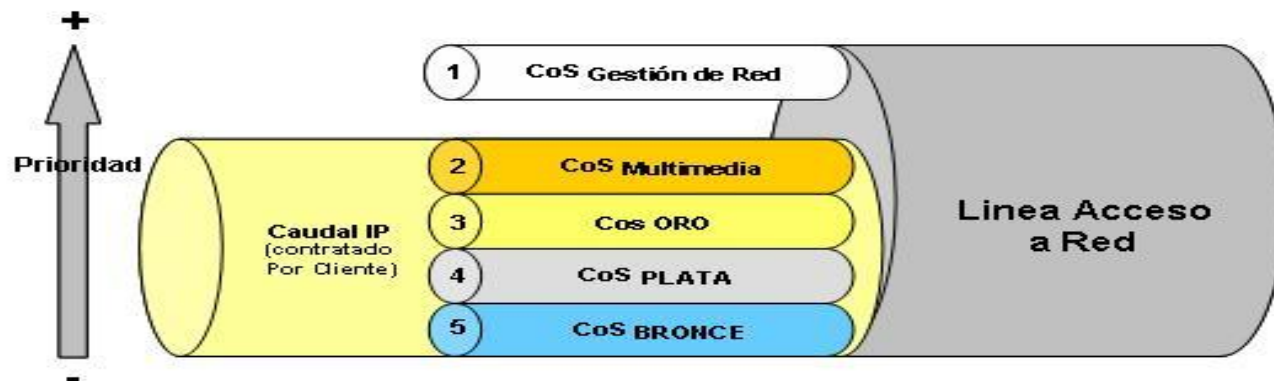 +
1 CoS Gestión de Red
Prioridad
2 CoS Multimedia
Caudal IP
(contratado
Por Cliente)
3 Cos ORO
4 CoS PLATA
5 CoS BRONCE
Linea Acceso
a Red
-